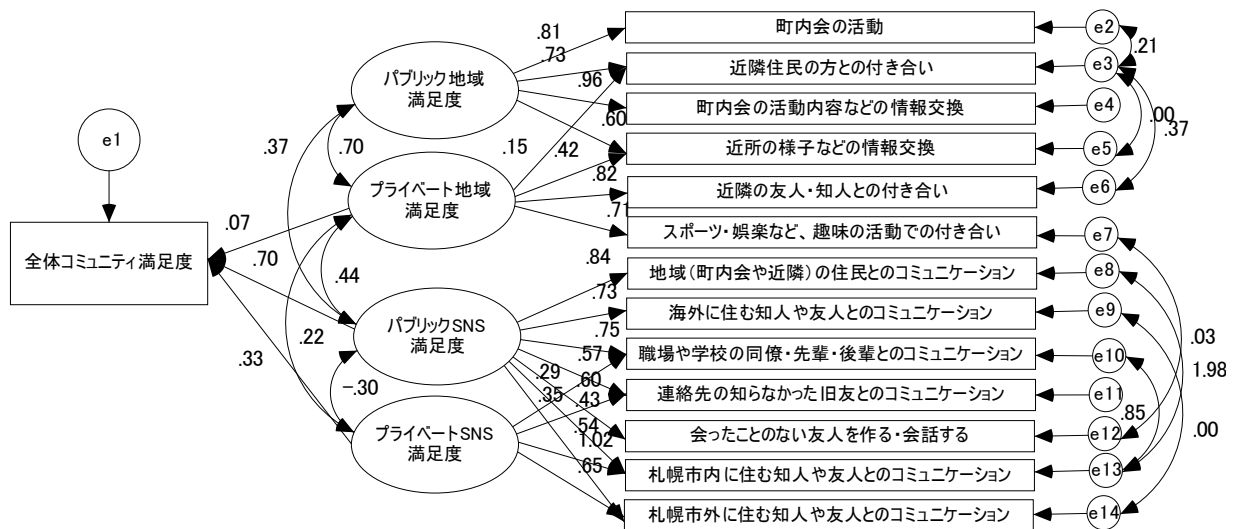 町内会の活動
e2
.81
.21
.73
近隣住民の方との付き合い
e3
パブリック地域
満足度
.96
町内会の活動内容などの情報交換
e4
.00
.60
.37
e1
.37
.70
.15
.42
近所の様子などの情報交換
e5
.82
プライベート地域
満足度
近隣の友人・知人との付き合い
e6
.71
.07
スポーツ・娯楽など、趣味の活動での付き合い
e7
全体コミュニティ満足度
.70
.44
.84
地域(町内会や近隣)の住民とのコミュニケーション
e8
.73
海外に住む知人や友人とのコミュニケーション
e9
パブリックSNS
満足度
.75
.03
.33
.22
.57
職場や学校の同僚・先輩・後輩とのコミュニケーション
e10
.29
1.98
-.30
.60
.35
.43
連絡先の知らなかった旧友とのコミュニケーション
e11
.85
プライベートSNS
満足度
.54
1.02
会ったことのない友人を作る・会話する
e12
.00
.65
札幌市内に住む知人や友人とのコミュニケーション
e13
札幌市外に住む知人や友人とのコミュニケーション
e14